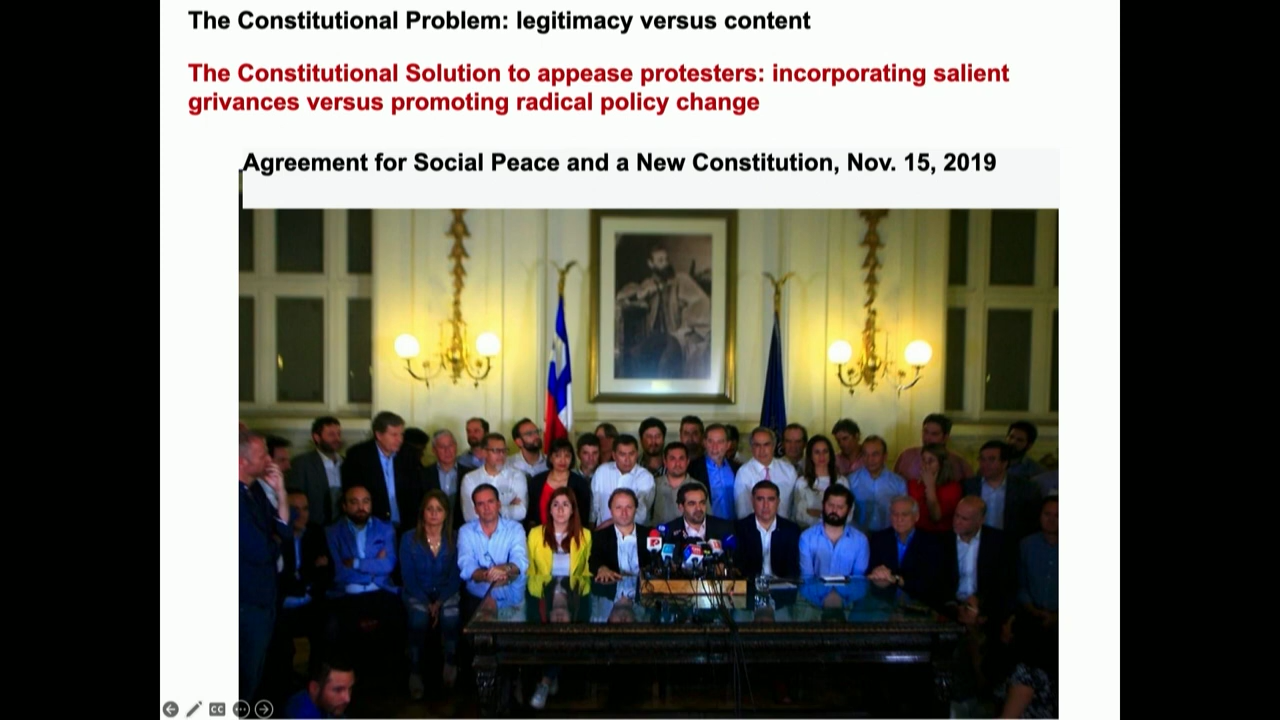 The Constitutional Problem: legitimacy versus content
The Constitutional Solution to appease protesters: incorporating salient
grivances versus promoting radical policy change
Agreement for Social Peace and a New Constitution, Nov. 15, 2019
CC